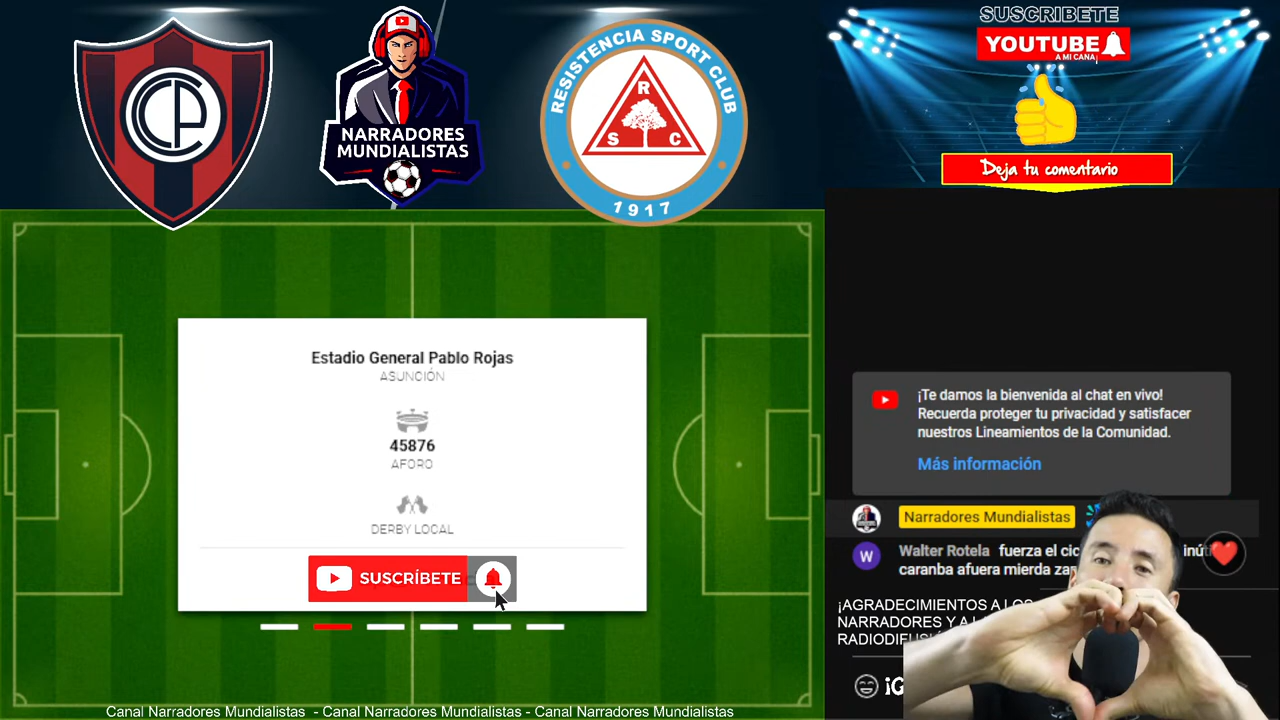 CCP
NARRADORES
MUNDIALISTAS
RESISTENCIA SPORT CLUB
R
S C
1917
SUSCRIBETE
YOUTUBE
A MI CANA
Deja tu comentario
Estadio General Pablo Rojas
ASUNCIÓN
45876
AFORO
DERBY LOCAL
SUSCRÍBETE
¡Te damos la bienvenida al chat en vivo!
Recuerda proteger tu privacidad y satisfacer
nuestros Lineamientos de la Comunidad.
Más información
Narradores Mundialistas
W
Walter Rotela fuerza el
caranba afuera mierda
¡AGRADECIMIENTOS A LOS
NARRADORES Y A
¡G
Canal Narradores Mundialistas - Canal Narradores Mundialistas - Canal Narradores Mundialistas